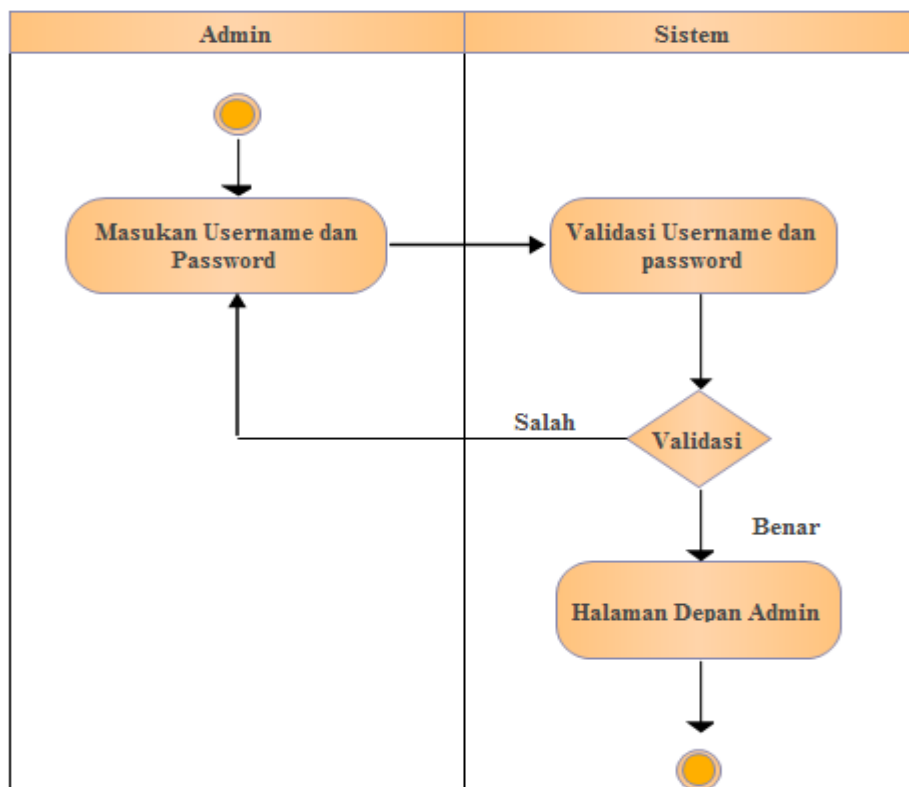 Admin
Sistem
Masukan Username dan
Password
Validasi Username dan
password
Salah
Validasi
Benar
Halaman Depan Admin